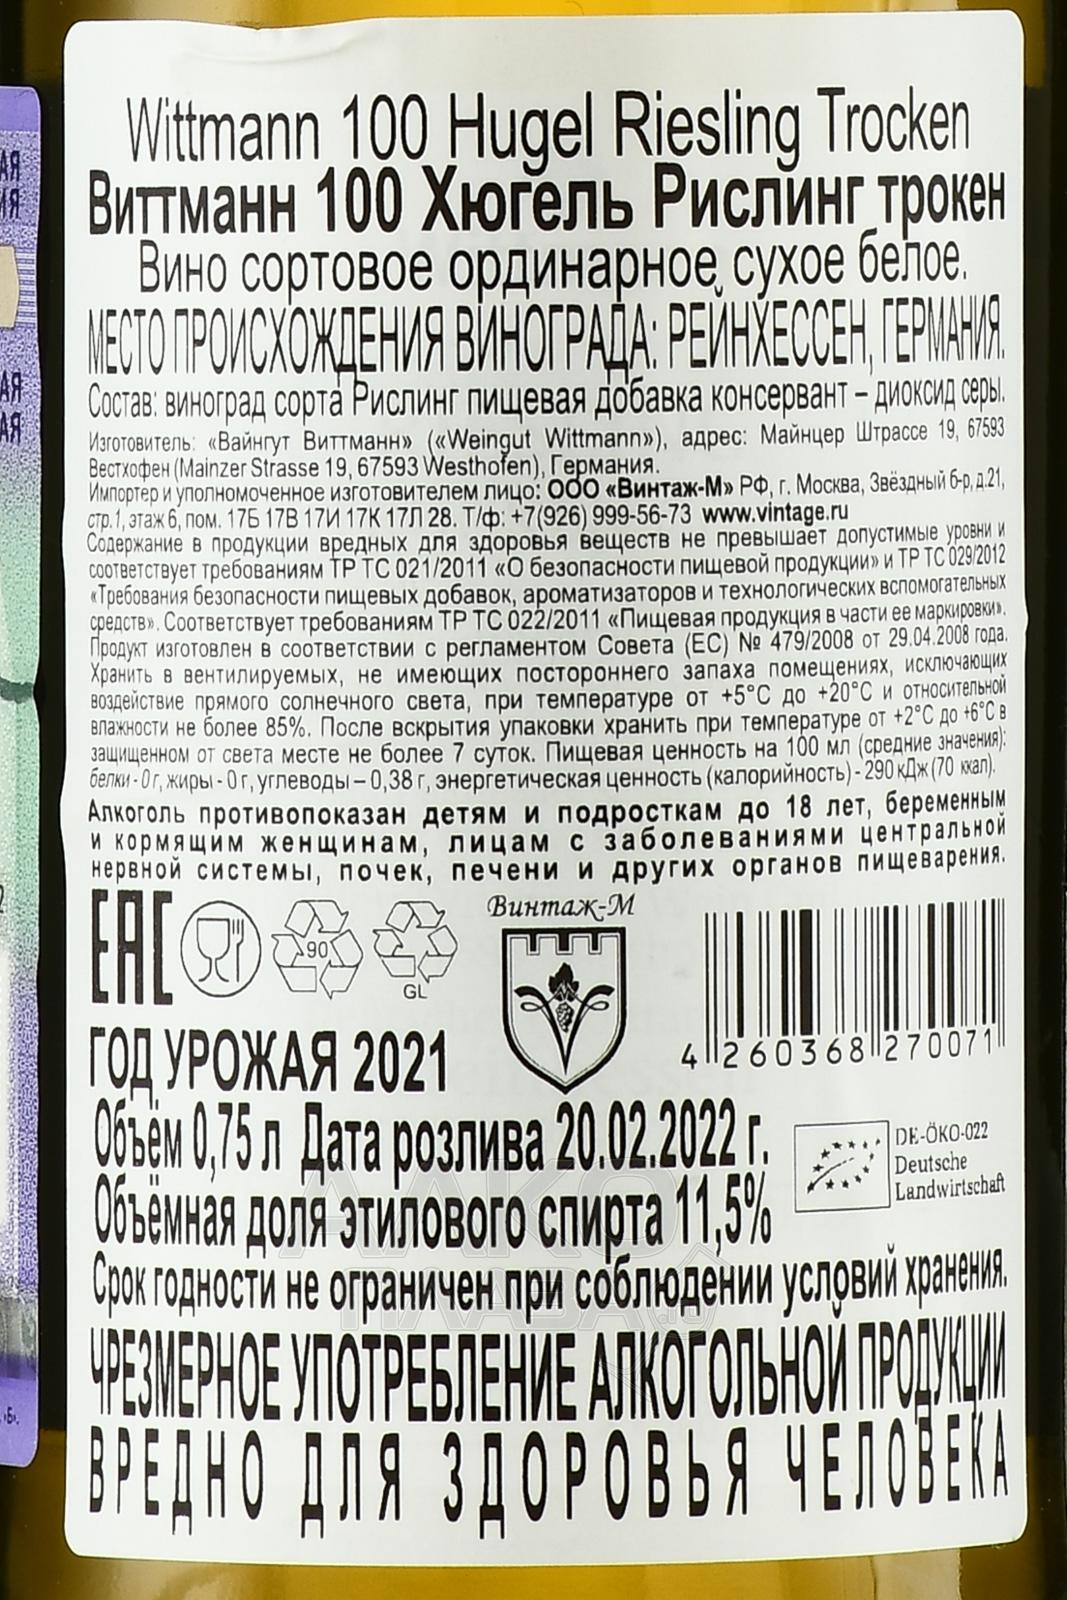 Wittmann 100 Hugel Riesling Trocken
Виттманн 100 Хюгель Рислинг трокен
Вино сортовое ординарное сухое белое.
МЕСТО ПРОИСХОЖДЕНИЯ ВИНОГРАДА: РЕЙНХЕССЕН, ГЕРМАНИЯ.
Состав: виноград сорта Рислинг пищевая добавка консервант – диоксид серы.
Изготовитель: «Вайнгут Виттманн» («Weingut Wittmann»), адрес: Майнцер Штрассе 19, 67593
Вестхофен (Mainzer Strasse 19, 67593 Westhofen), Германия.
Импортер и уполномоченное изготовителем лицо: ООО «Винтаж-М» РФ, г. Москва, Звёздный б-р, д.21,
стр.1, этаж 6, пом. 17Б 17В 17И 17К 17Л 28. Т/ф: +7(926) 999-56-73 www.vintage.ru
Содержание в продукции вредных для здоровья веществ не превышает допустимые уровни и
соответствует требованиям ТР ТС 021/2011 «О безопасности пищевой продукции» и ТР ТС 029/2012
«Требования безопасности пищевых добавок, ароматизаторов и технологических вспомогательных
средств». Соответствует требованиям ТР ТС 022/2011 «Пищевая продукция в части ее маркировки».
Продукт изготовлен в соответствии с регламентом Совета (ЕС) № 479/2008 от 29.04.2008 года.
Хранить в вентилируемых, не имеющих постороннего запаха помещениях, исключающих
воздействие прямого солнечного света, при температуре от +5°С до +20°С и относительной
влажности не более 85%. После вскрытия упаковки хранить при температуре от +2°С до +6°С в
защищенном от света месте не более 7 суток. Пищевая ценность на 100 мл (средние значения):
белки - 0 г, жиры - 0 г, углеводы – 0,38 г, энергетическая ценность (калорийность) - 290 кДж (70 ккал).
Алкоголь противопоказан детям и подросткам до 18 лет, беременным
и кормящим женщинам, лицам с заболеваниями центральной
нервной системы, почек, печени и других органов пищеварения.
EAC
90
GL
Винтаж-М
4 260368 270071
ГОД УРОЖАЯ 2021
Объём 0,75 л Дата розлива 20.02.2022 г.
Объёмная доля этилового спирта 11,5%
DE-ÖKO-022
Deutsche
Landwirtschaft
Срок годности не ограничен при соблюдении условий хранения.
ЧРЕЗМЕРНОЕ УПОТРЕБЛЕНИЕ АЛКОГОЛЬНОЙ ПРОДУКЦИИ
ВРЕДНО ДЛЯ ЗДОРОВЬЯ ЧЕЛОВЕКА